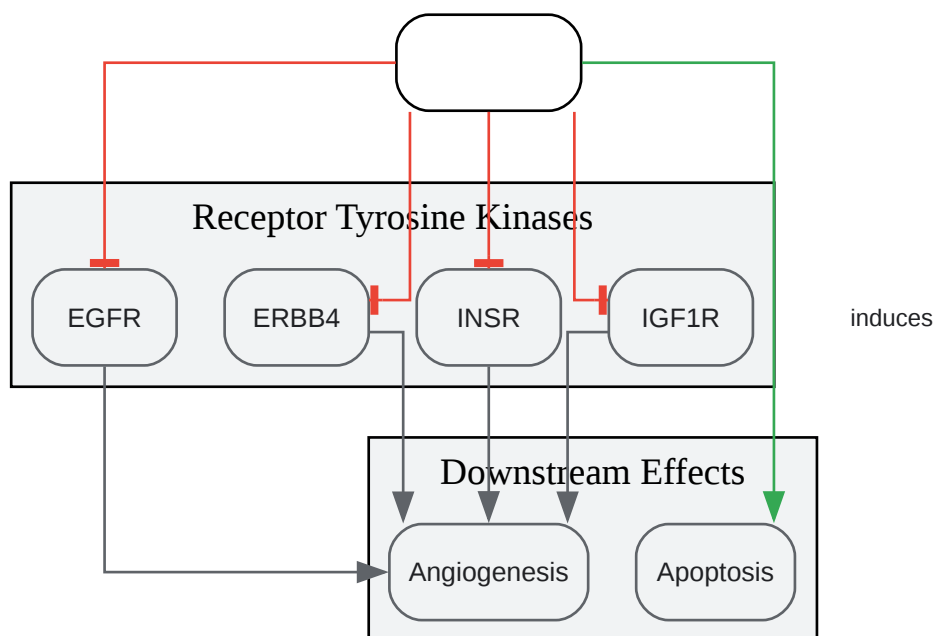 Receptor Tyrosine Kinases
EGFR
ERBB4
INSR
IGF1R
induces
Downstream Effects
Angiogenesis
Apoptosis